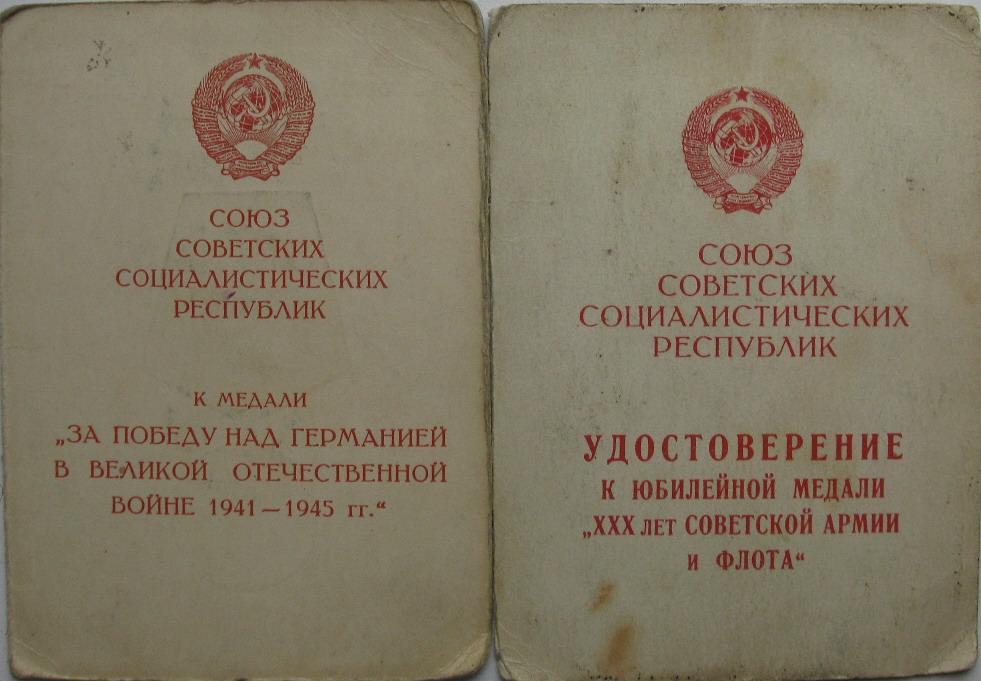 СОЮЗ
СОВЕТСКИХ
СОЦИАЛИСТИЧЕСКИХ
РЕСПУБЛИК
К МЕДАЛИ
„ЗА ПОБЕДУ НАД ГЕРМАНИЕЙ
В ВЕЛИКОЙ ОТЕЧЕСТВЕННОЙ
ВОЙНЕ 1941—1945 гг.“
СОЮЗ
СОВЕТСКИХ
СОЦИАЛИСТИЧЕСКИХ
РЕСПУБЛИК
УДОСТОВЕРЕНИЕ
К ЮБИЛЕЙНОЙ МЕДАЛИ
„XXX ЛЕТ СОВЕТСКОЙ АРМИИ
И ФЛОТА“